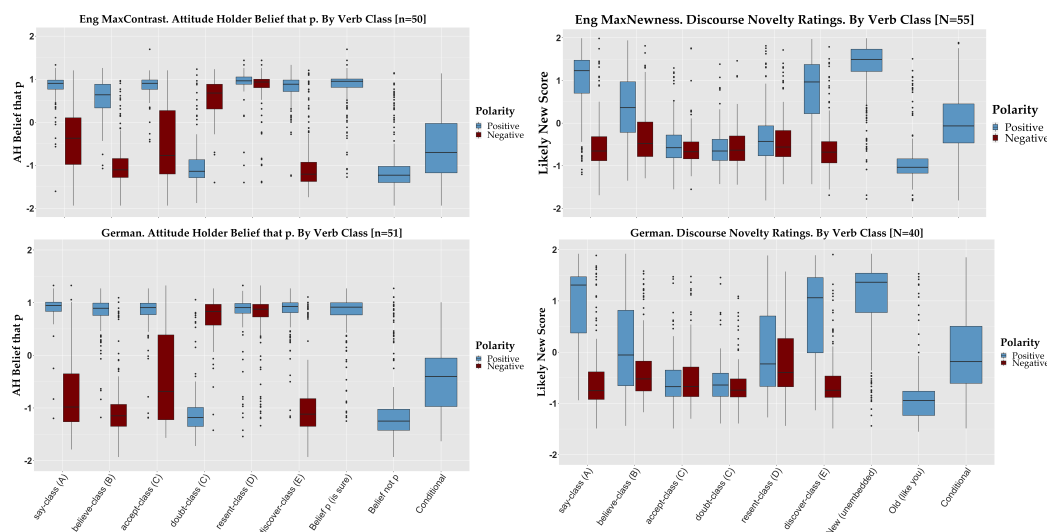 Eng MaxContrast. Attitude Holder Belief that p. By Verb Class [n=50]
AH Belief that p
2
1
0
-1
-2
Polarity
Positive
Negative
Eng MaxNewness. Discourse Novelty Ratings. By Verb Class [N=55]
Likely New Score
2
1
0
-1
-2
Polarity
Positive
Negative
German. Attitude Holder Belief that p. By Verb Class [n=51]
AH Belief that p
2
1
0
-1
-2
Polarity
Positive
Negative
say-class (A)
believe-class (B)
accept-class (C)
doubt-class (C)
resent-class (D)
discover-class (E)
Belief p (is sure)
Belief not p
Conditional
German. Discourse Novelty Ratings. By Verb Class [N=40]
Likely New Score
2
1
0
-1
-2
Polarity
Positive
Negative
say-class (A)
believe-class (B)
accept-class (C)
doubt-class (C)
resent-class (D)
discover-class (E)
New (unembedded)
Old (like you)
Conditional